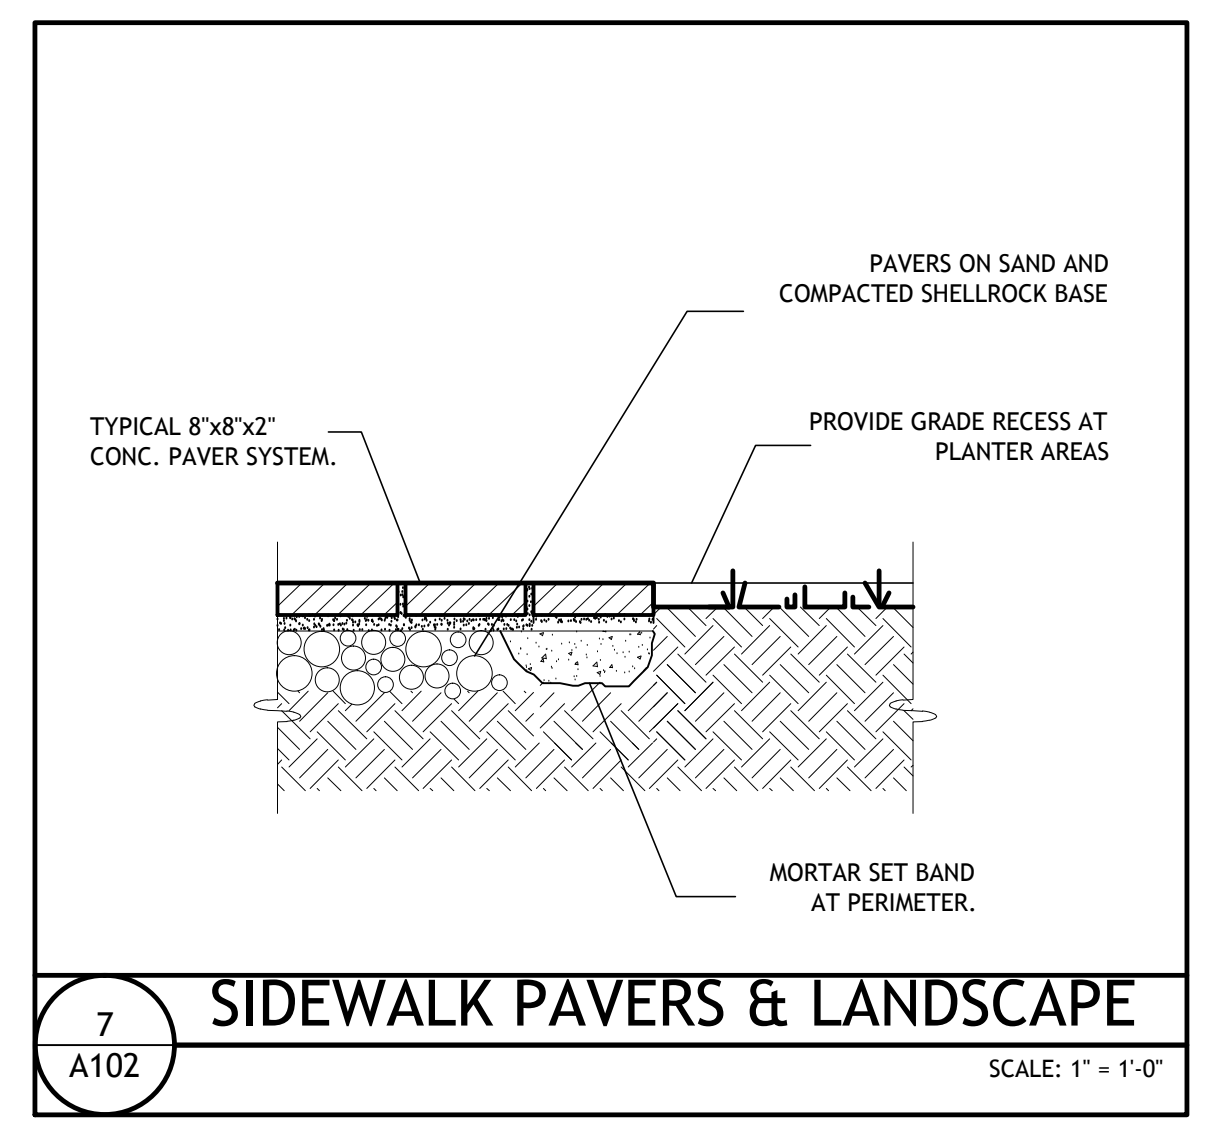 PAVERS ON SAND AND
COMPACTED SHELLROCK BASE
TYPICAL 8"x8"x2"
CONC. PAVER SYSTEM.
PROVIDE GRADE RECESS AT
PLANTER AREAS
MORTAR SET BAND
AT PERIMETER.
7
A102
SIDEWALK PAVERS & LANDSCAPE
SCALE: 1" = 1'-0"